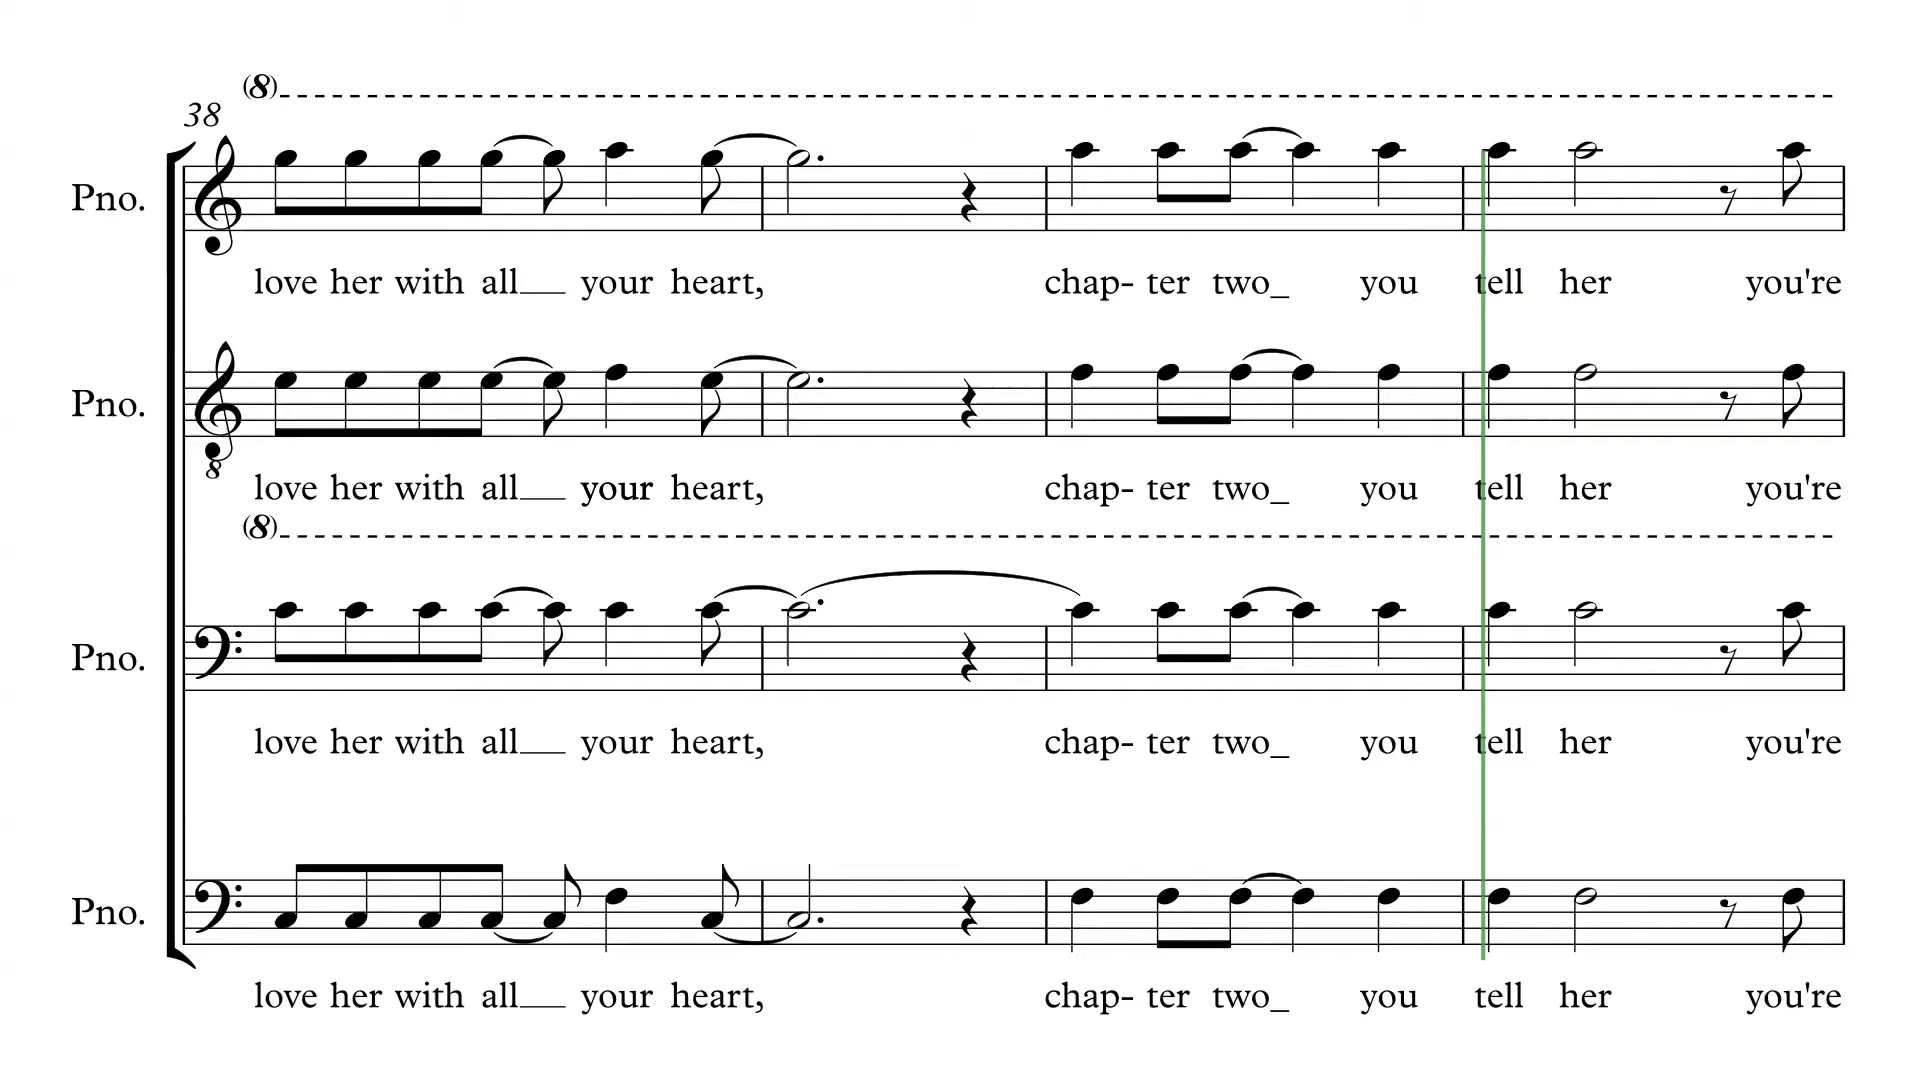 (8)
38
Pno.
love her with all__ your heart, chap- ter two_ you tell her you're
Pno.
8
love her with all__ your heart, chap- ter two_ you tell her you're
(8)
Pno.
love her with all__ your heart, chap- ter two_ you tell her you're
Pno.
love her with all__ your heart, chap- ter two_ you tell her you're